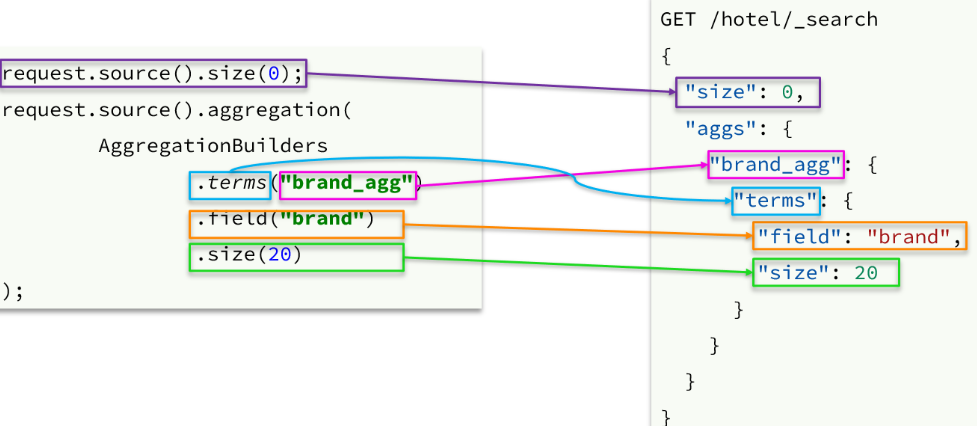 request.source().size(0);
request.source().aggregation(
AggregationBuilders
.terms("brand_agg")
.field("brand")
.size(20)
);
GET /hotel/_search
{
"size": 0,
"aggs": {
"brand_agg": {
"terms": {
"field": "brand",
"size": 20
}
}
}
}